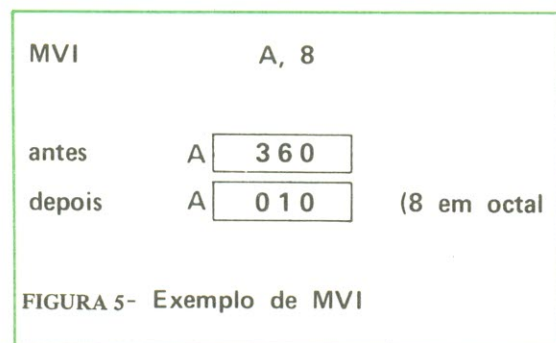 MVI A, 8
antes A 360
depois A 010 (8 em octal
FIGURA 5- Exemplo de MVI